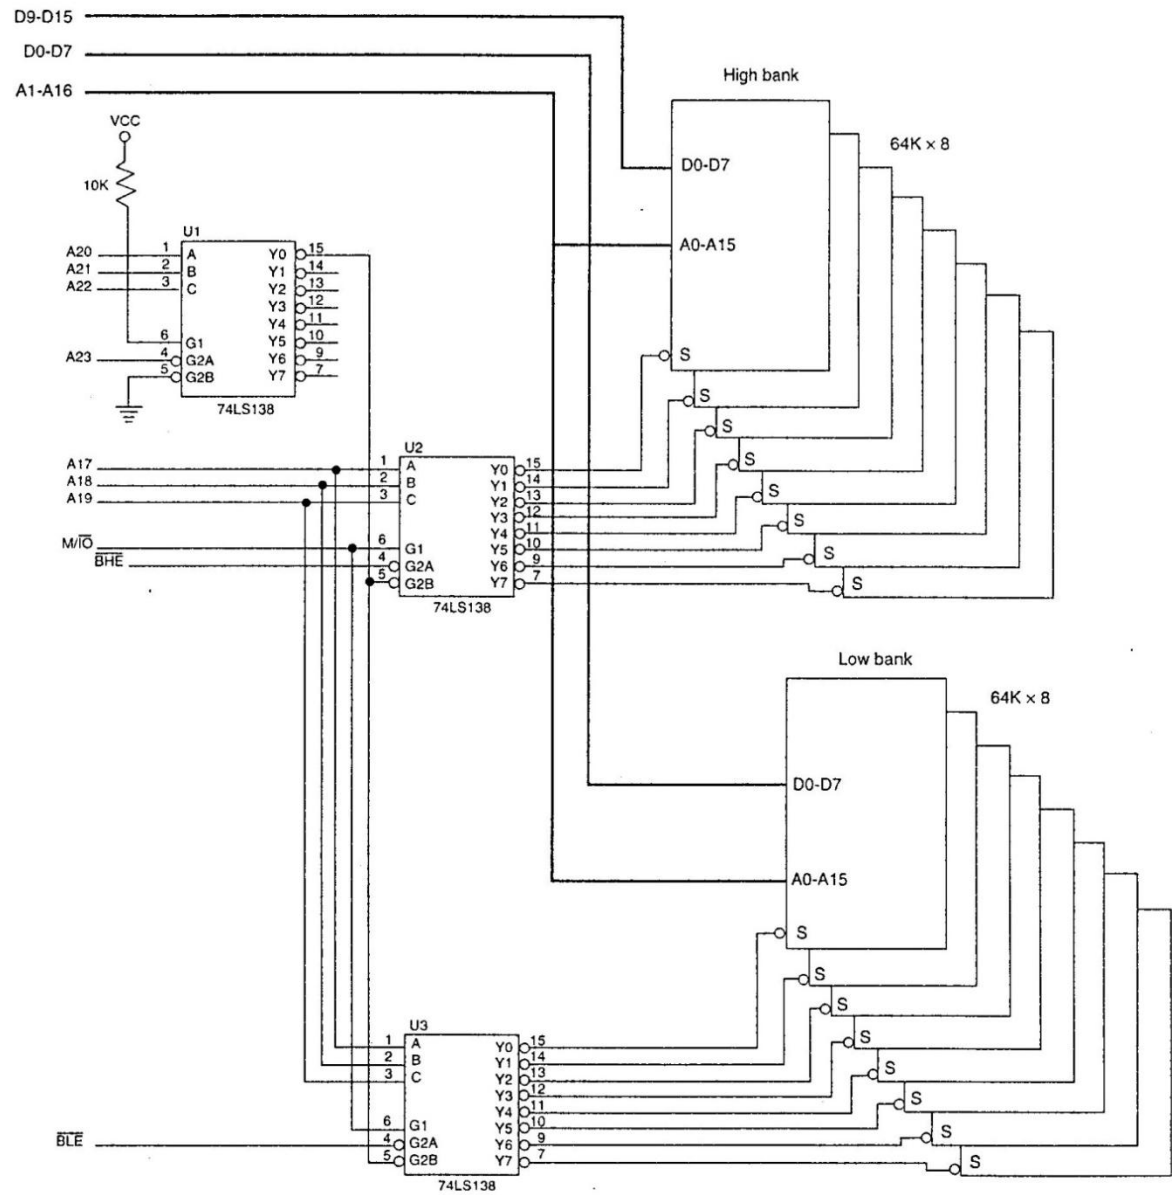 D9-D15
D0-D7
A1-A16
High bank
VCC
64K × 8
D0-D7
10K
U1
A20 1 A Y0 15
A21 2 B Y1 14
A22 3 C Y2 13
Y3 12
Y4 11
6 G1 Y5 10
A23 4 G2A Y6 9
5 G2B Y7 7
74LS138
A0-A15
S
S
S
S
S
S
S
S
U2
A17 1 A Y0 15
A18 2 B Y1 14
A19 3 C Y2 13
Y3 12
Y4 11
M/I̅O̅ 6 G1 Y5 10
B̅H̅E̅ 4 G2A Y6 9
5 G2B Y7 7
74LS138
Low bank
64K × 8
D0-D7
A0-A15
S
S
S
S
S
S
S
S
U3
1 A Y0 15
2 B Y1 14
3 C Y2 13
Y3 12
Y4 11
6 G1 Y5 10
B̅L̅E̅ 4 G2A Y6 9
5 G2B Y7 7
74LS138